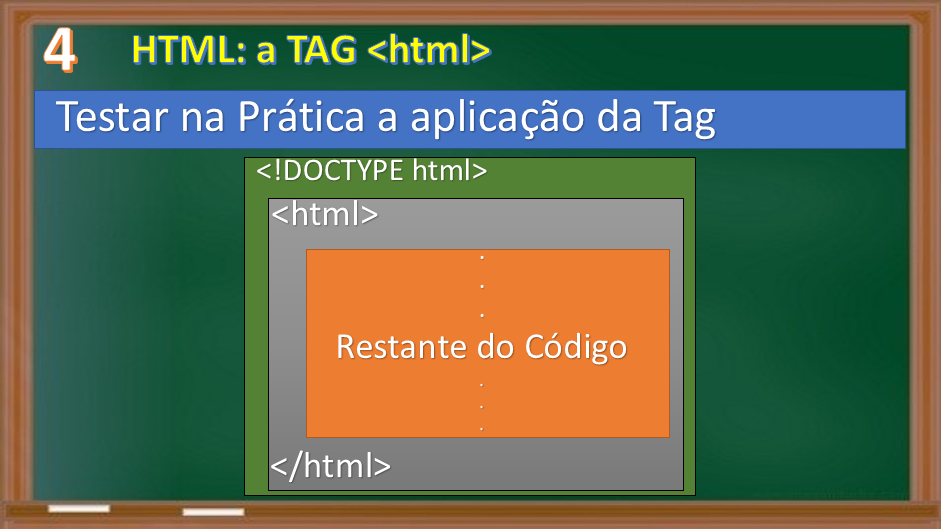 4 HTML: a TAG <html>
Testar na Prática a aplicação da Tag
<!DOCTYPE html>
<html>
.
.
.
Restante do Código
.
.
.
</html>